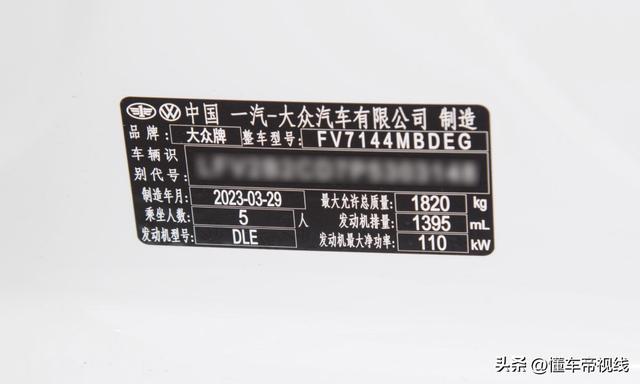 中国 一汽-大众汽车有限公司 制造
品牌: 大众牌 整车型号: FV7144MBDEG
车辆识
别代号:
制造年月: 2023-03-29 最大允许总质量: 1820 kg
乘坐人数: 5 人 发动机排量: 1395 mL
发动机型号: DLE 发动机最大净功率: 110 kW
头条 @懂车帝视线